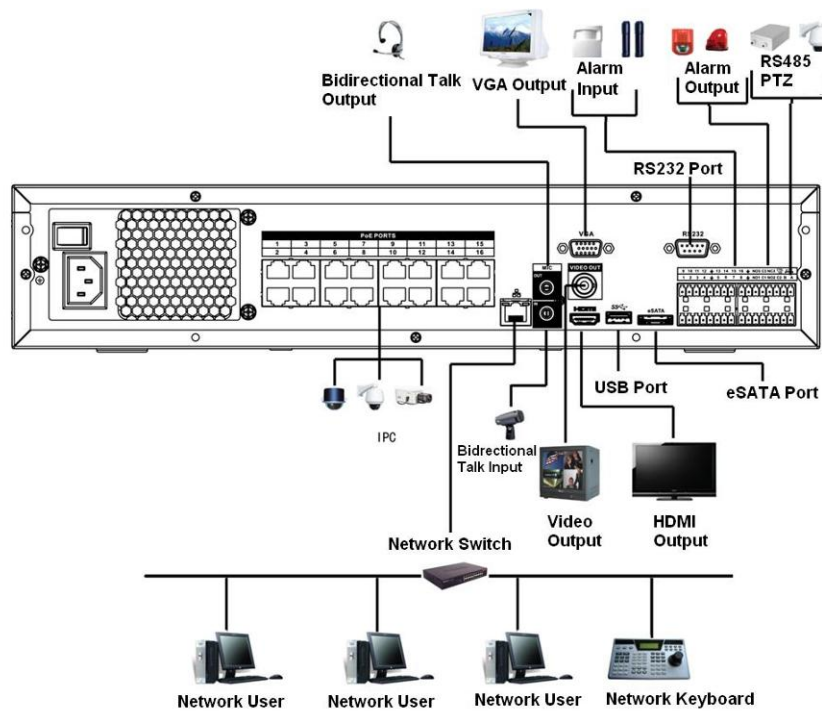 Bidirectional Talk
Output
VGA Output
Alarm
Input
Alarm
Output
RS485
PTZ
RS232 Port
PoE PORTS
1 3 5 7 9 11 13 15
2 4 6 8 10 12 14 16
VGA
RS232
MIC
OUT
IN
VIDEO OUT
HDMI
eSATA
USB Port
eSATA Port
IPC
Bidrectional
Talk Input
Video
Output
HDMI
Output
Network Switch
Network User
Network User
Network User
Network Keyboard